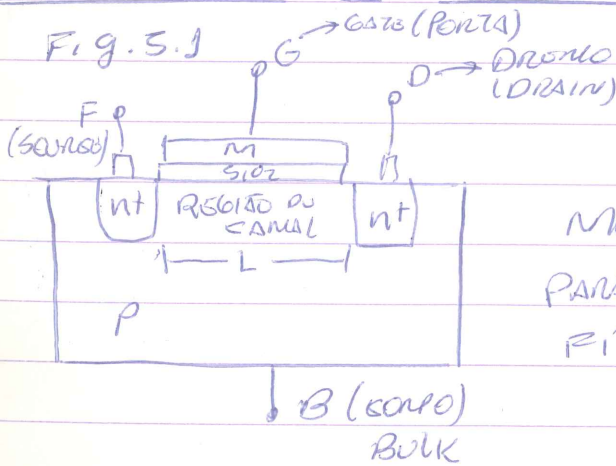 Fig. 5.1
G → GATE (PORTA)
D → DRENO
(DRAIN)
F
(SOURCE)
M
SiO2
n+
REGIÃO DO
CANAL
n+
L
P
B (CORPO)
BULK